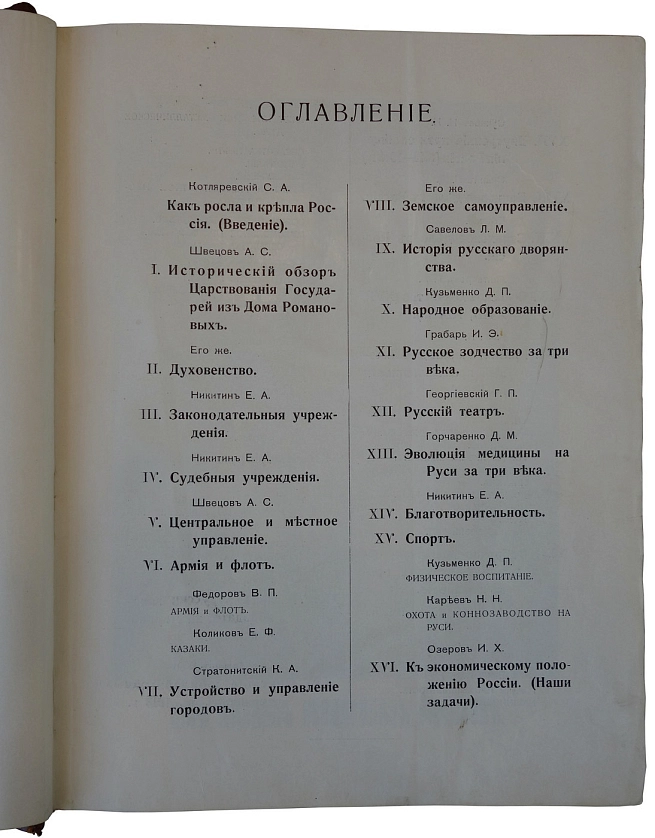 ОГЛАВЛЕНІЕ.
Котляревскій С. А.
Какъ росла и крѣпла Рос-
сія. (Введеніе).
Швецовъ А. С.
I. Историческій обзоръ
Царствованія Госуда-
рей изъ Дома Романо-
выхъ.
Его же.
II. Духовенство.
Никитинъ Е. А.
III. Законодательныя учреж-
денія.
Никитинъ Е. А.
IV. Судебныя учрежденія.
Швецовъ А. С.
V. Центральное и мѣстное
управленіе.
VI. Армія и флотъ.
Федоровъ В. П.
АРМІЯ и ФЛОТЪ.
Коликовъ Е. Ф.
КАЗАКИ.
Стратонитскій К. А.
VII. Устройство и управленіе
городовъ.
Его же.
VIII. Земское самоуправленіе.
Савеловъ Л. М.
IX. Исторія русскаго дворян-
ства.
Кузьменко Д. П.
X. Народное образованіе.
Грабарь И. Э.
XI. Русское зодчество за три
вѣка.
Георгіевскій Г. П.
XII. Русскій театръ.
Горчаренко Д. М.
XIII. Эволюція медицины на
Руси за три вѣка.
Никитинъ Е. А.
XIV. Благотворительность.
XV. Спортъ.
Кузьменко Д. П.
ФИЗИЧЕСКОЕ ВОСПИТАНІЕ.
Карѣевъ Н. Н.
ОХОТА и КОННОЗАВОДСТВО НА
РУСИ.
Озеровъ И. Х.
XVI. Къ экономическому поло-
женію Россіи. (Наши
задачи).